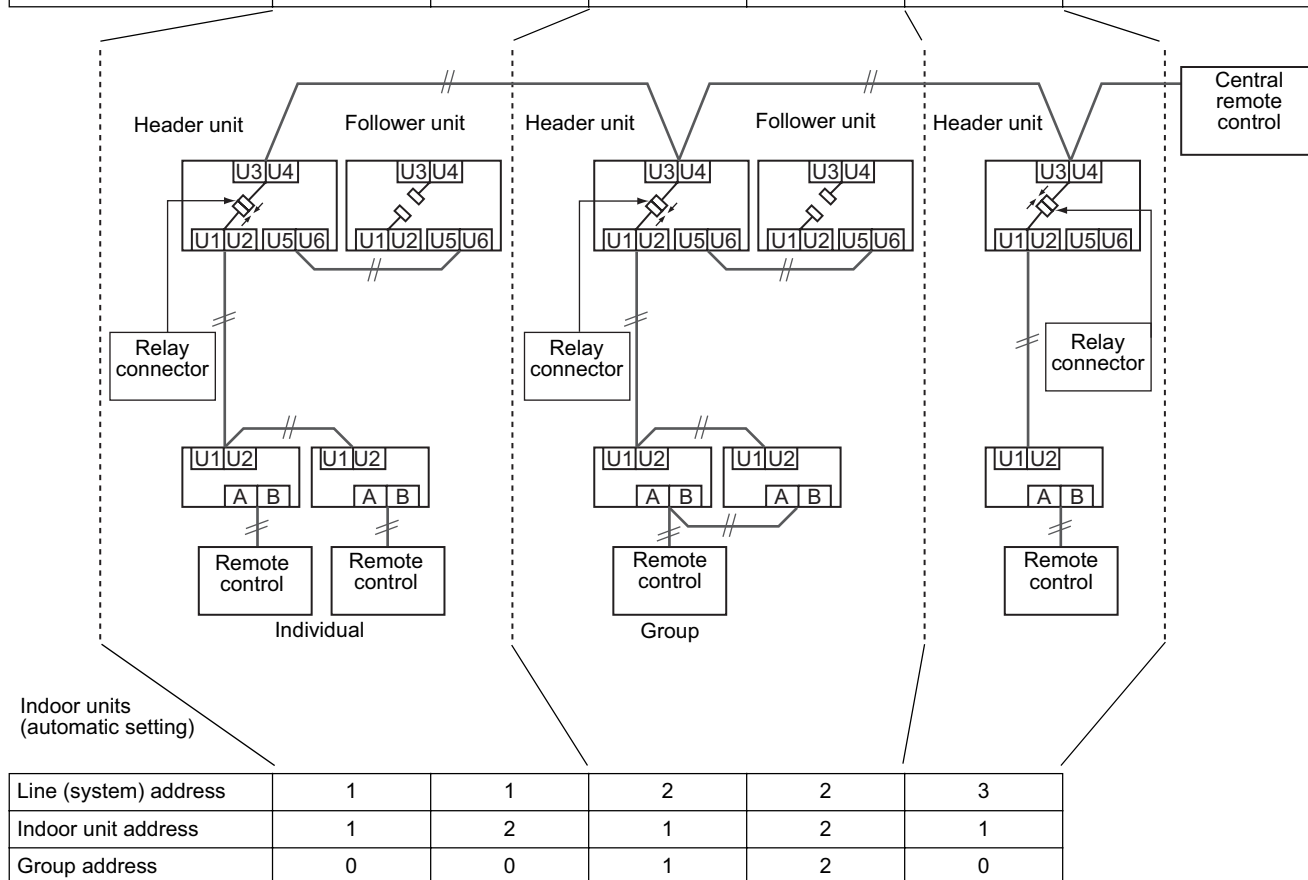 Central
remote
control
Header unit
Follower unit
Header unit
Follower unit
Header unit
U3 U4
U3 U4
U3 U4
U3 U4
U3 U4
U1 U2 U5 U6
U1 U2 U5 U6
U1 U2 U5 U6
U1 U2 U5 U6
U1 U2 U5 U6
Relay
connector
Relay
connector
Relay
connector
U1 U2
U1 U2
U1 U2
U1 U2
U1 U2
A B
A B
A B
A B
A B
Remote
control
Remote
control
Remote
control
Remote
control
Individual
Group
Indoor units
(automatic setting)
Line (system) address 1 1 2 2 3
Indoor unit address 1 2 1 2 1
Group address 0 0 1 2 0